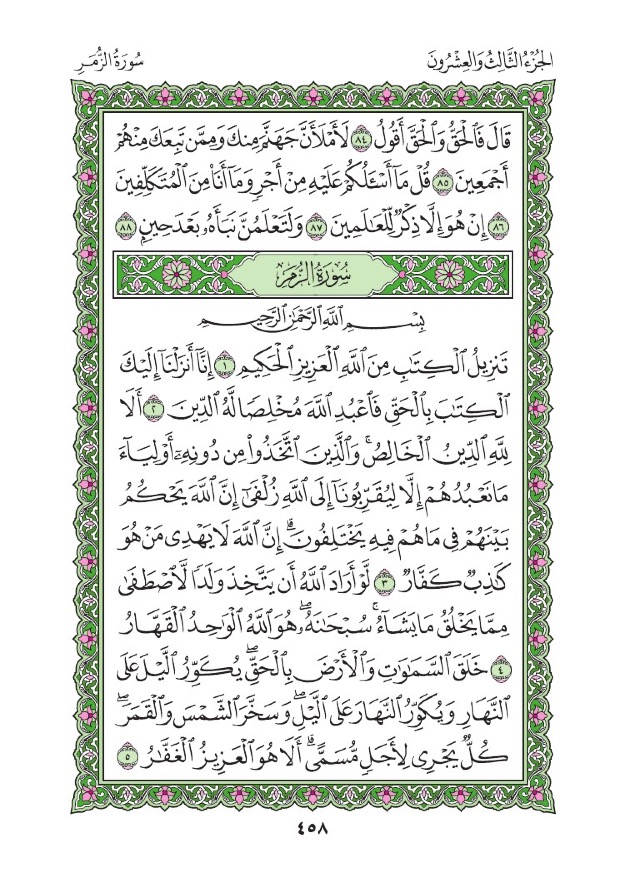 الجُزْءُ الثَّالِثُ وَالعِشْرُونَ
سُورَةُ الزُّمَرِ
قَالَ فَٱلْحَقُّ وَٱلْحَقَّ أَقُولُ ٨٤ لَأَمْلَأَنَّ جَهَنَّمَ مِنكَ وَمِمَّن تَبِعَكَ مِنْهُمْ
أَجْمَعِينَ ٨٥ قُلْ مَآ أَسْـَٔلُكُمْ عَلَيْهِ مِنْ أَجْرٍ وَمَآ أَنَا۠ مِنَ ٱلْمُتَكَلِّفِينَ
٨٦ إِنْ هُوَ إِلَّا ذِكْرٌ لِّلْعَٰلَمِينَ ٨٧ وَلَتَعْلَمُنَّ نَبَأَهُۥ بَعْدَ حِينٍۭ ٨٨
سُورَةُ الزُّمَرِ
بِسْمِ ٱللَّهِ ٱلرَّحْمَٰنِ ٱلرَّحِيمِ
تَنزِيلُ ٱلْكِتَٰبِ مِنَ ٱللَّهِ ٱلْعَزِيزِ ٱلْحَكِيمِ ١ إِنَّآ أَنزَلْنَآ إِلَيْكَ
ٱلْكِتَٰبَ بِٱلْحَقِّ فَٱعْبُدِ ٱللَّهَ مُخْلِصًا لَّهُ ٱلدِّينَ ٢ أَلَا
لِلَّهِ ٱلدِّينُ ٱلْخَالِصُۚ وَٱلَّذِينَ ٱتَّخَذُوا۟ مِن دُونِهِۦٓ أَوْلِيَآءَ
مَا نَعْبُدُهُمْ إِلَّا لِيُقَرِّبُونَآ إِلَى ٱللَّهِ زُلْفَىٰٓ إِنَّ ٱللَّهَ يَحْكُمُ
بَيْنَهُمْ فِى مَا هُمْ فِيهِ يَخْتَلِفُونَۗ إِنَّ ٱللَّهَ لَا يَهْدِى مَنْ هُوَ
كَٰذِبٌ كَفَّارٌ ٣ لَّوْ أَرَادَ ٱللَّهُ أَن يَتَّخِذَ وَلَدًا لَّٱصْطَفَىٰ
مِمَّا يَخْلُقُ مَا يَشَآءُۚ سُبْحَٰنَهُۥۖ هُوَ ٱللَّهُ ٱلْوَٰحِدُ ٱلْقَهَّارُ
٤ خَلَقَ ٱلسَّمَٰوَٰتِ وَٱلْأَرْضَ بِٱلْحَقِّۖ يُكَوِّرُ ٱلَّيْلَ عَلَى
ٱلنَّهَارِ وَيُكَوِّرُ ٱلنَّهَارَ عَلَى ٱلَّيْلِۖ وَسَخَّرَ ٱلشَّمْسَ وَٱلْقَمَرَۖ
كُلٌّ يَجْرِى لِأَجَلٍ مُّسَمًّىۗ أَلَا هُوَ ٱلْعَزِيزُ ٱلْغَفَّٰرُ ٥
٤٥٨